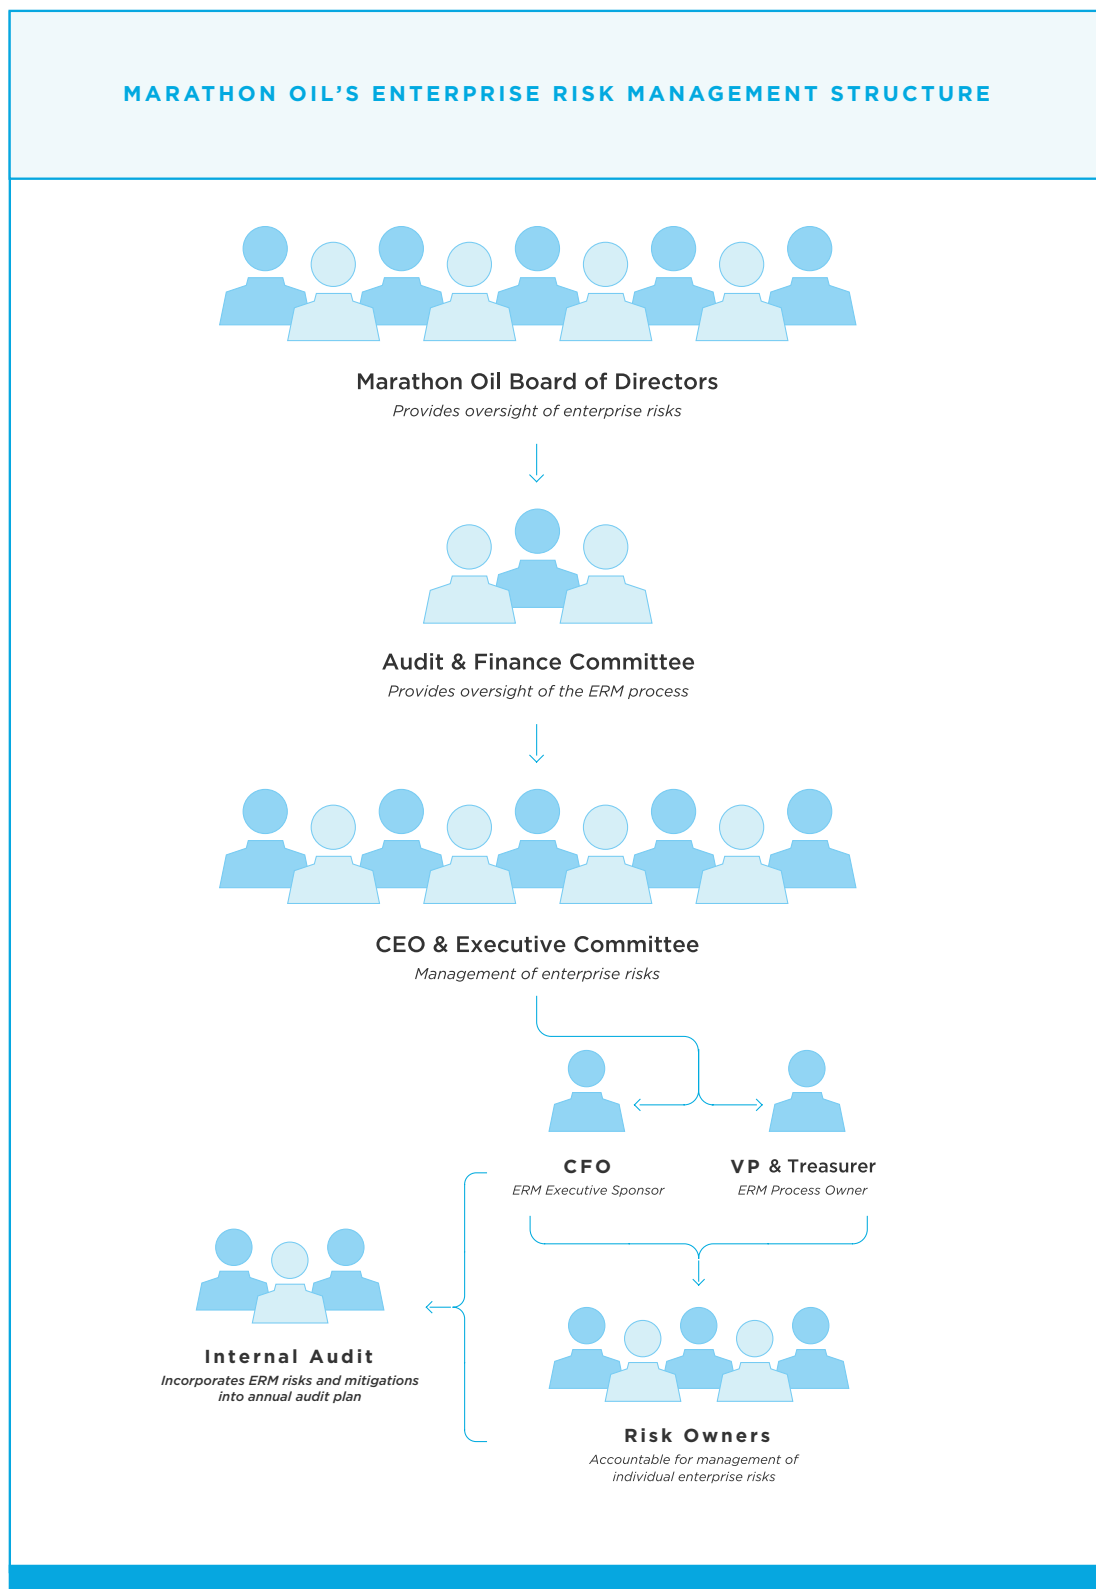 MARATHON OIL’S ENTERPRISE RISK MANAGEMENT STRUCTURE
Marathon Oil Board of Directors
Provides oversight of enterprise risks
Audit & Finance Committee
Provides oversight of the ERM process
CEO & Executive Committee
Management of enterprise risks
CFO
ERM Executive Sponsor
VP & Treasurer
ERM Process Owner
Internal Audit
Incorporates ERM risks and mitigations
into annual audit plan
Risk Owners
Accountable for management of
individual enterprise risks